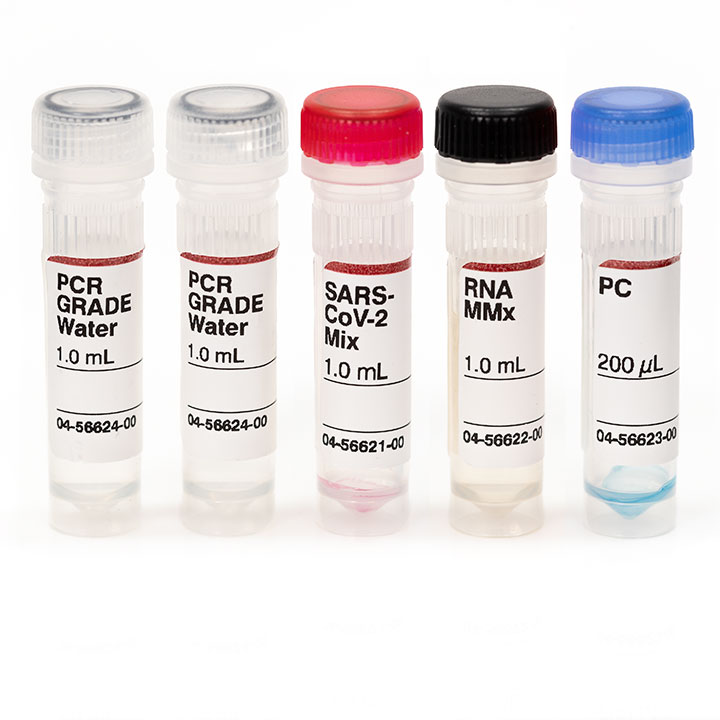 PCR
GRADE
Water
1.0 mL
04-56624-00
PCR
GRADE
Water
1.0 mL
04-56624-00
SARS-
CoV-2
Mix
1.0 mL
04-56621-00
RNA
MMx
1.0 mL
04-56622-00
PC
200 µL
04-56623-00